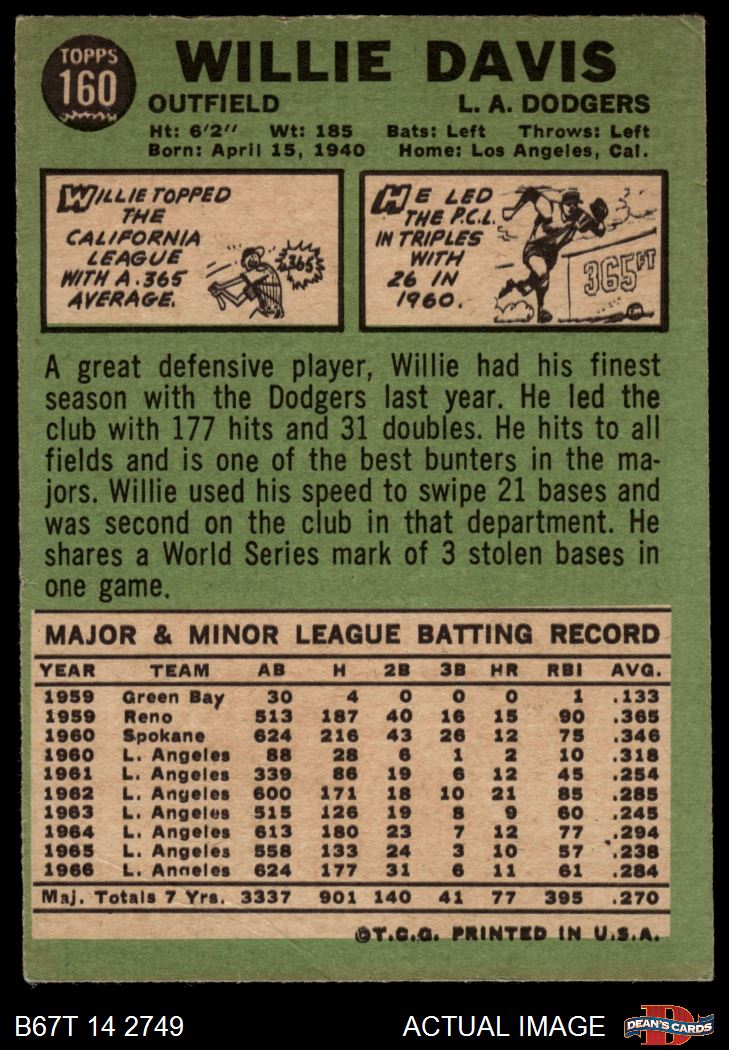 TOPPS
160
WILLIE DAVIS
OUTFIELD L. A. DODGERS
Ht: 6'2" Wt: 185 Bats: Left Throws: Left
Born: April 15, 1940 Home: Los Angeles, Cal.
WILLIE TOPPED
THE
CALIFORNIA
LEAGUE
WITH A .365
AVERAGE.
.365
HE LED
THE P.C.L.
IN TRIPLES
WITH
26 IN
1960.
365 FT
A great defensive player, Willie had his finest
season with the Dodgers last year. He led the
club with 177 hits and 31 doubles. He hits to all
fields and is one of the best bunters in the ma-
jors. Willie used his speed to swipe 21 bases and
was second on the club in that department. He
shares a World Series mark of 3 stolen bases in
one game.
MAJOR & MINOR LEAGUE BATTING RECORD
YEAR TEAM AB H 2B 3B HR RBI AVG.
1959 Green Bay 30 4 0 0 0 1 .133
1959 Reno 513 187 40 16 15 90 .365
1960 Spokane 624 216 43 26 12 75 .346
1960 L. Angeles 88 28 6 1 2 10 .318
1961 L. Angeles 339 86 19 6 12 45 .254
1962 L. Angeles 600 171 18 10 21 85 .285
1963 L. Angeles 515 126 19 8 9 60 .245
1964 L. Angeles 613 180 23 7 12 77 .294
1965 L. Angeles 558 133 24 3 10 57 .238
1966 L. Angeles 624 177 31 6 11 61 .284
Maj. Totals 7 Yrs. 3337 901 140 41 77 395 .270
©T.C.G. PRINTED IN U.S.A.
B67T 14 2749 ACTUAL IMAGE
D
DEAN'S CARDS